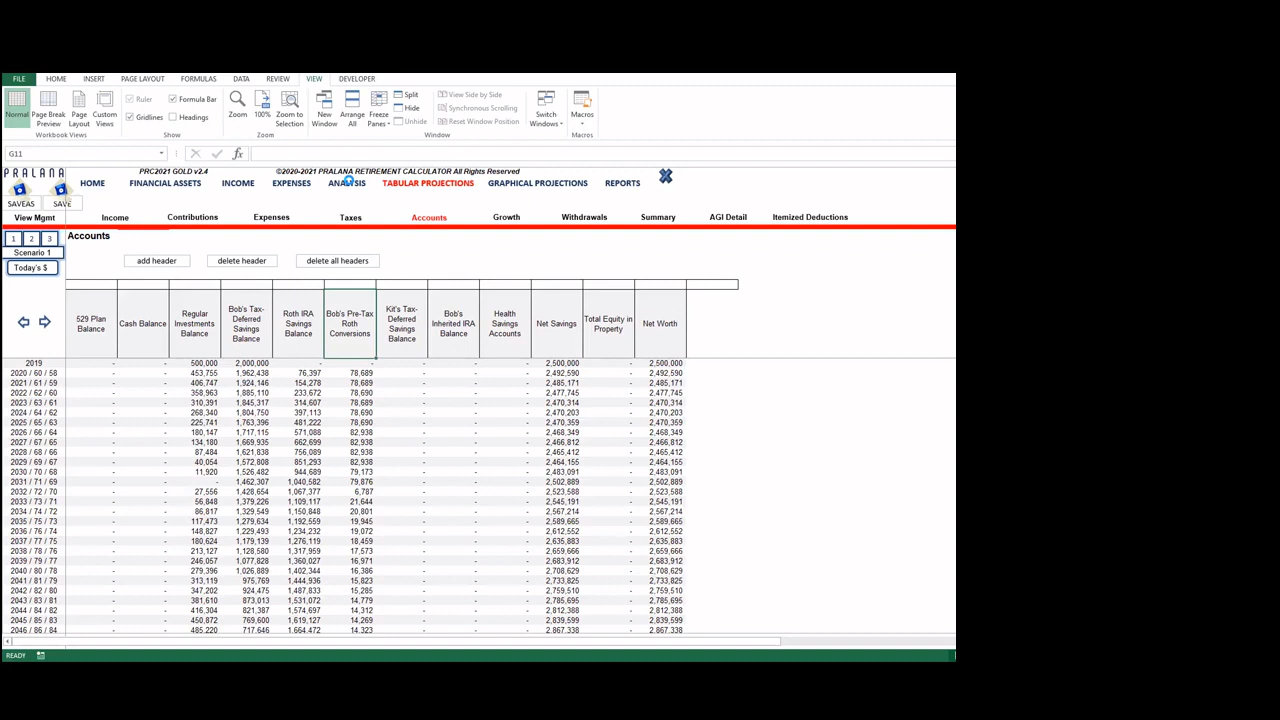 FILE HOME INSERT PAGE LAYOUT FORMULAS DATA REVIEW VIEW DEVELOPER
Normal Page Break Preview Page Layout Custom Views
Workbook Views
Ruler Formula Bar
Gridlines Headings
Show
Zoom 100% Zoom to Selection
Zoom
New Window Arrange All Freeze Panes
Split
Hide
Unhide
View Side by Side
Synchronous Scrolling
Reset Window Position
Window
Switch Windows
Macros
Macros
G11
fx
PRALANA PRC2021 GOLD v2.4 ©2020-2021 PRALANA RETIREMENT CALCULATOR All Rights Reserved
HOME FINANCIAL ASSETS INCOME EXPENSES ANALYSIS TABULAR PROJECTIONS GRAPHICAL PROJECTIONS REPORTS
SAVEAS SAVE
View Mgmt Income Contributions Expenses Taxes Accounts Growth Withdrawals Summary AGI Detail Itemized Deductions
1 2 3
Accounts
Scenario 1
Today's $
add header delete header delete all headers
529 Plan Balance Cash Balance Regular Investments Balance Bob's Tax-Deferred Savings Balance Roth IRA Savings Balance Bob's Pre-Tax Roth Conversions Kit's Tax-Deferred Savings Balance Bob's Inherited IRA Balance Health Savings Accounts Net Savings Total Equity in Property Net Worth
2019 - - 500,000 2,000,000 - - - - - 2,500,000 - 2,500,000
2020 / 60 / 58 - - 453,755 1,962,438 76,397 78,689 - - - 2,492,590 - 2,492,590
2021 / 61 / 59 - - 406,747 1,924,146 154,278 78,689 - - - 2,485,171 - 2,485,171
2022 / 62 / 60 - - 358,963 1,885,110 233,672 78,690 - - - 2,477,745 - 2,477,745
2023 / 63 / 61 - - 310,391 1,845,317 314,607 78,689 - - - 2,470,314 - 2,470,314
2024 / 64 / 62 - - 268,340 1,804,750 397,113 78,690 - - - 2,470,203 - 2,470,203
2025 / 65 / 63 - - 225,741 1,763,396 481,222 78,690 - - - 2,470,359 - 2,470,359
2026 / 66 / 64 - - 180,147 1,717,115 571,088 82,938 - - - 2,468,349 - 2,468,349
2027 / 67 / 65 - - 134,180 1,669,935 662,699 82,938 - - - 2,466,812 - 2,466,812
2028 / 68 / 66 - - 87,484 1,621,838 756,089 82,938 - - - 2,465,412 - 2,465,412
2029 / 69 / 67 - - 40,054 1,572,808 851,293 82,938 - - - 2,464,155 - 2,464,155
2030 / 70 / 68 - - 11,920 1,526,482 944,689 79,173 - - - 2,483,091 - 2,483,091
2031 / 71 / 69 - - - 1,462,307 1,040,582 79,876 - - - 2,502,889 - 2,502,889
2032 / 72 / 70 - - 27,556 1,428,654 1,067,377 6,787 - - - 2,523,588 - 2,523,588
2033 / 73 / 71 - - 56,848 1,379,226 1,109,117 21,644 - - - 2,545,191 - 2,545,191
2034 / 74 / 72 - - 86,817 1,329,549 1,150,848 20,801 - - - 2,567,214 - 2,567,214
2035 / 75 / 73 - - 117,473 1,279,634 1,192,559 19,945 - - - 2,589,665 - 2,589,665
2036 / 76 / 74 - - 148,827 1,229,493 1,234,232 19,072 - - - 2,612,552 - 2,612,552
2037 / 77 / 75 - - 180,624 1,179,139 1,276,119 18,459 - - - 2,635,883 - 2,635,883
2038 / 78 / 76 - - 213,127 1,128,580 1,317,959 17,573 - - - 2,659,666 - 2,659,666
2039 / 79 / 77 - - 246,057 1,077,828 1,360,027 16,971 - - - 2,683,912 - 2,683,912
2040 / 80 / 78 - - 279,396 1,026,889 1,402,344 16,386 - - - 2,708,629 - 2,708,629
2041 / 81 / 79 - - 313,119 975,769 1,444,936 15,823 - - - 2,733,825 - 2,733,825
2042 / 82 / 80 - - 347,202 924,475 1,487,833 15,285 - - - 2,759,510 - 2,759,510
2043 / 83 / 81 - - 381,610 873,013 1,531,072 14,779 - - - 2,785,695 - 2,785,695
2044 / 84 / 82 - - 416,304 821,387 1,574,697 14,312 - - - 2,812,388 - 2,812,388
2045 / 85 / 83 - - 450,872 769,600 1,619,127 14,269 - - - 2,839,599 - 2,839,599
2046 / 86 / 84 - - 485,220 717,646 1,664,472 14,323 - - - 2,867,338 - 2,867,338
READY